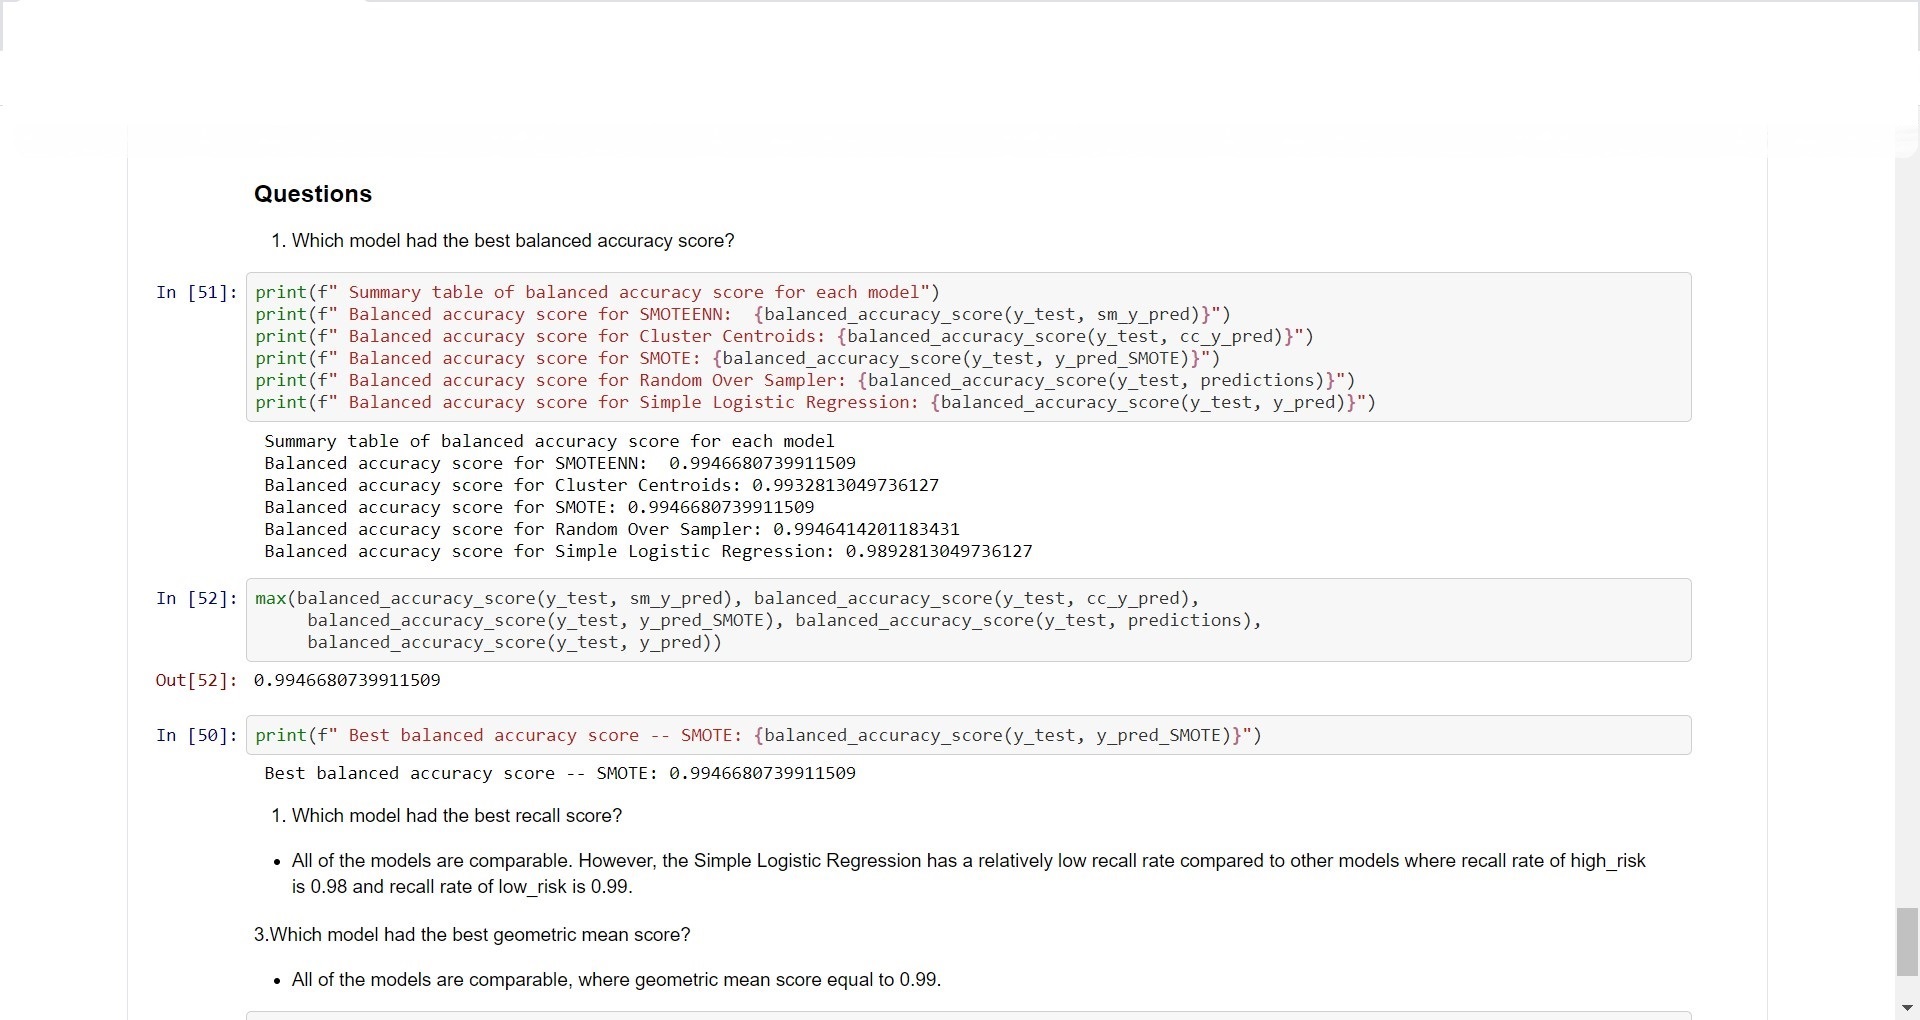 Questions
1. Which model had the best balanced accuracy score?
In [51]: print(f" Summary table of balanced accuracy score for each model")
print(f" Balanced accuracy score for SMOTEENN:  {balanced_accuracy_score(y_test, sm_y_pred)}")
print(f" Balanced accuracy score for Cluster Centroids: {balanced_accuracy_score(y_test, cc_y_pred)}")
print(f" Balanced accuracy score for SMOTE: {balanced_accuracy_score(y_test, y_pred_SMOTE)}")
print(f" Balanced accuracy score for Random Over Sampler: {balanced_accuracy_score(y_test, predictions)}")
print(f" Balanced accuracy score for Simple Logistic Regression: {balanced_accuracy_score(y_test, y_pred)}")
Summary table of balanced accuracy score for each model
Balanced accuracy score for SMOTEENN:  0.9946680739911509
Balanced accuracy score for Cluster Centroids: 0.9932813049736127
Balanced accuracy score for SMOTE: 0.9946680739911509
Balanced accuracy score for Random Over Sampler: 0.9946414201183431
Balanced accuracy score for Simple Logistic Regression: 0.9892813049736127
In [52]: max(balanced_accuracy_score(y_test, sm_y_pred), balanced_accuracy_score(y_test, cc_y_pred),
balanced_accuracy_score(y_test, y_pred_SMOTE), balanced_accuracy_score(y_test, predictions),
balanced_accuracy_score(y_test, y_pred))
Out[52]: 0.9946680739911509
In [50]: print(f" Best balanced accuracy score -- SMOTE: {balanced_accuracy_score(y_test, y_pred_SMOTE)}")
Best balanced accuracy score -- SMOTE: 0.9946680739911509
1. Which model had the best recall score?
• All of the models are comparable. However, the Simple Logistic Regression has a relatively low recall rate compared to other models where recall rate of high_risk
is 0.98 and recall rate of low_risk is 0.99.
3.Which model had the best geometric mean score?
• All of the models are comparable, where geometric mean score equal to 0.99.